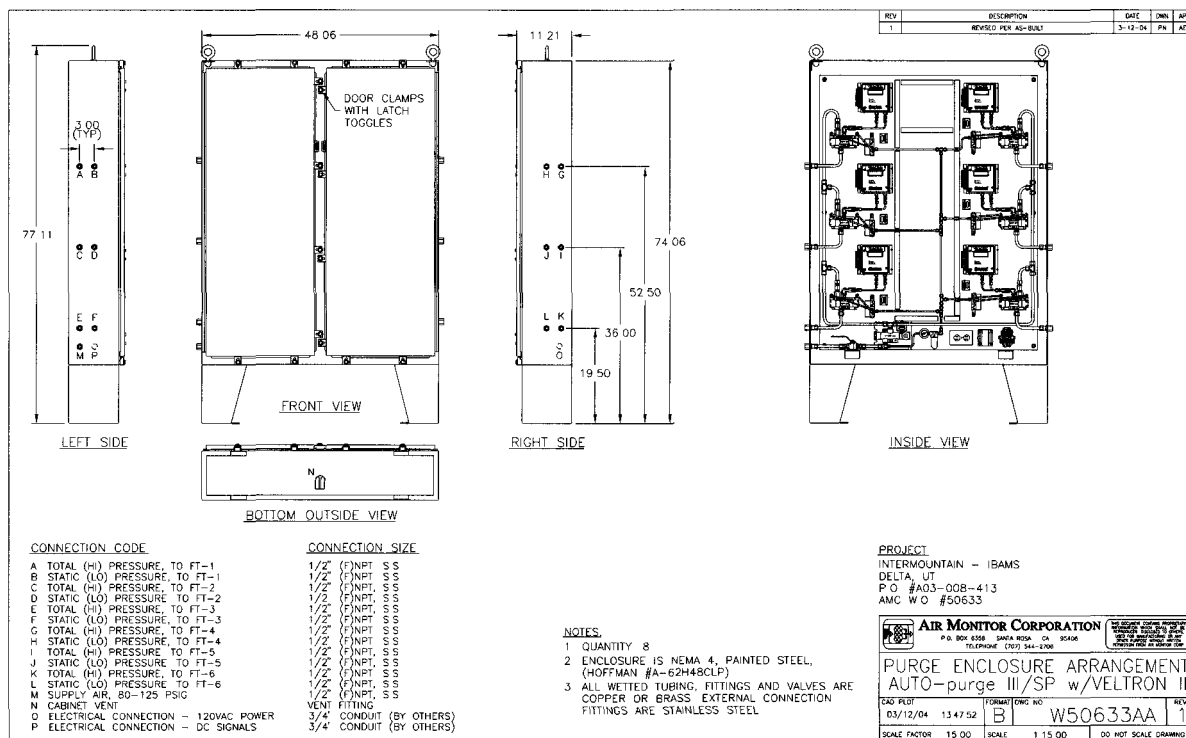 REV DESCRIPTION DATE DWN
1 REVISED PER AS-BUILT 3-12-04 PN
48 06
11.21
77 11
3 00
(TYP)
DOOR CLAMPS
WITH LATCH
TOGGLES
A B
C D
E F
M P
H G
J I
L K
O
74 06
52 50
36 00
19 50
FRONT VIEW
LEFT SIDE
RIGHT SIDE
INSIDE VIEW
N
BOTTOM OUTSIDE VIEW
CONNECTION CODE CONNECTION SIZE
A TOTAL (HI) PRESSURE, TO FT-1 1/2" (F)NPT S S
B STATIC (LO) PRESSURE, TO FT-1 1/2" (F)NPT, S S
C TOTAL (HI) PRESSURE, TO FT-2 1/2" (F)NPT, S S
D STATIC (LO) PRESSURE TO FT-2 1/2 (F)NPT, S S
E TOTAL (HI) PRESSURE, TO FT-3 1/2" (F)NPT, S S
F STATIC (LO) PRESSURE, TO FT-3 1/2" (F)NPT, S S
G TOTAL (HI) PRESSURE, TO FT-4 1/2" (F)NPT, S S
H STATIC (LO) PRESSURE, TO FT-4 1/2" (F)NPT, S S
I TOTAL (HI) PRESSURE, TO FT-5 1/2" (F)NPT, S S
J STATIC (LO) PRESSURE, TO FT-5 1/2" (F)NPT, S S
K TOTAL (HI) PRESSURE, TO FT-6 1/2" (F)NPT, S S
L STATIC (LO) PRESSURE, TO FT-6 1/2" (F)NPT, S S
M SUPPLY AIR, 80-125 PSIG 1/2" (F)NPT, S S
N CABINET VENT VENT FITTING
O ELECTRICAL CONNECTION - 120VAC POWER 3/4" CONDUIT (BY OTHERS)
P ELECTRICAL CONNECTION - DC SIGNALS 3/4' CONDUIT (BY OTHERS)
NOTES.
1 QUANTITY 8
2 ENCLOSURE IS NEMA 4, PAINTED STEEL,
(HOFFMAN #A-62H48CLP)
3 ALL WETTED TUBING, FITTINGS AND VALVES ARE
COPPER OR BRASS EXTERNAL CONNECTION
FITTINGS ARE STAINLESS STEEL
PROJECT
INTERMOUNTAIN - IBAMS
DELTA, UT
P O #A03-008-413
AMC W O #50633
AIR MONITOR CORPORATION
P O. BOX 6358 SANTA ROSA CA 95406
TELEPHONE (707) 544-2706
PURGE ENCLOSURE ARRANGEMENT
AUTO-purge III/SP w/VELTRON II
CAD PLOT FORMAT DWG NO REV
03/12/04 13 47 52 B W50633AA 1
SCALE FACTOR 15 00 SCALE 1 15 00 DO NOT SCALE DRAWING